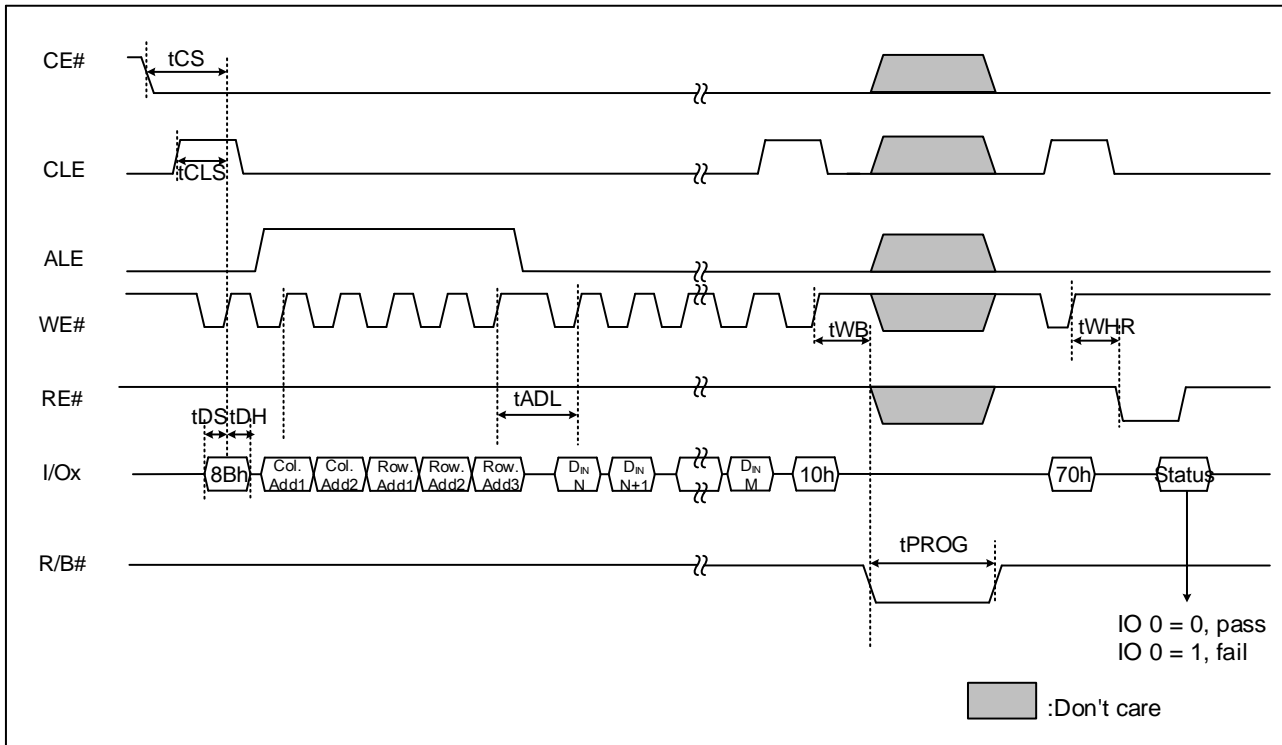 CE#
tCS
CLE
tCLS
ALE
WE#
tWB
tWHR
RE#
tADL
tDS
tDH
I/Ox
8Bh
Col.
Add1
Col.
Add2
Row.
Add1
Row.
Add2
Row.
Add3
DIN
N
DIN
N+1
DIN
M
10h
70h
Status
R/B#
tPROG
IO 0 = 0, pass
IO 0 = 1, fail
:Don't care